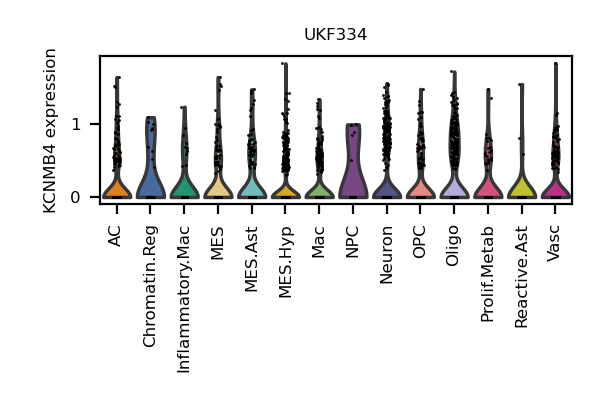 UKF334
KCNMB4 expression
1
0
AC
Chromatin.Reg
Inflammatory.Mac
MES
MES.Ast
MES.Hyp
Mac
NPC
Neuron
OPC
Oligo
Prolif.Metab
Reactive.Ast
Vasc